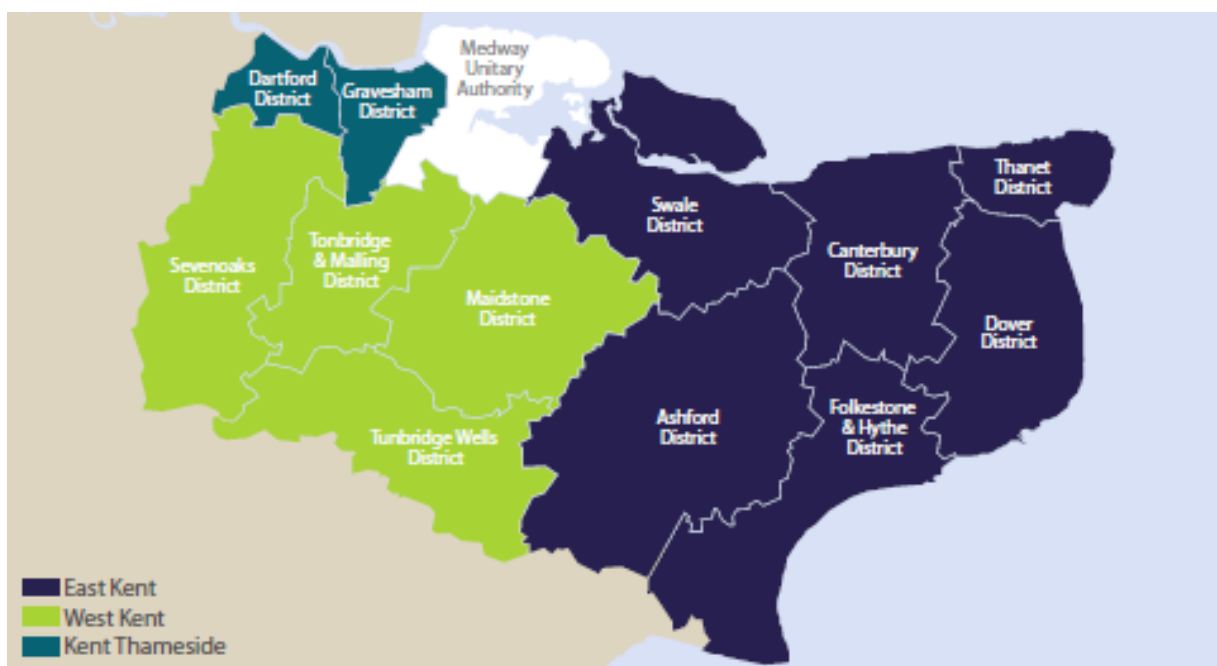 Medway
Unitary
Authority
Dartford
District
Gravesham
District
Thanet
District
Swale
District
Canterbury
District
Tonbridge
& Malling
District
Sevenoaks
District
Maidstone
District
Dover
District
Ashford
District
Folkestone
& Hythe
District
Tunbridge Wells
District
East Kent
West Kent
Kent Thameside